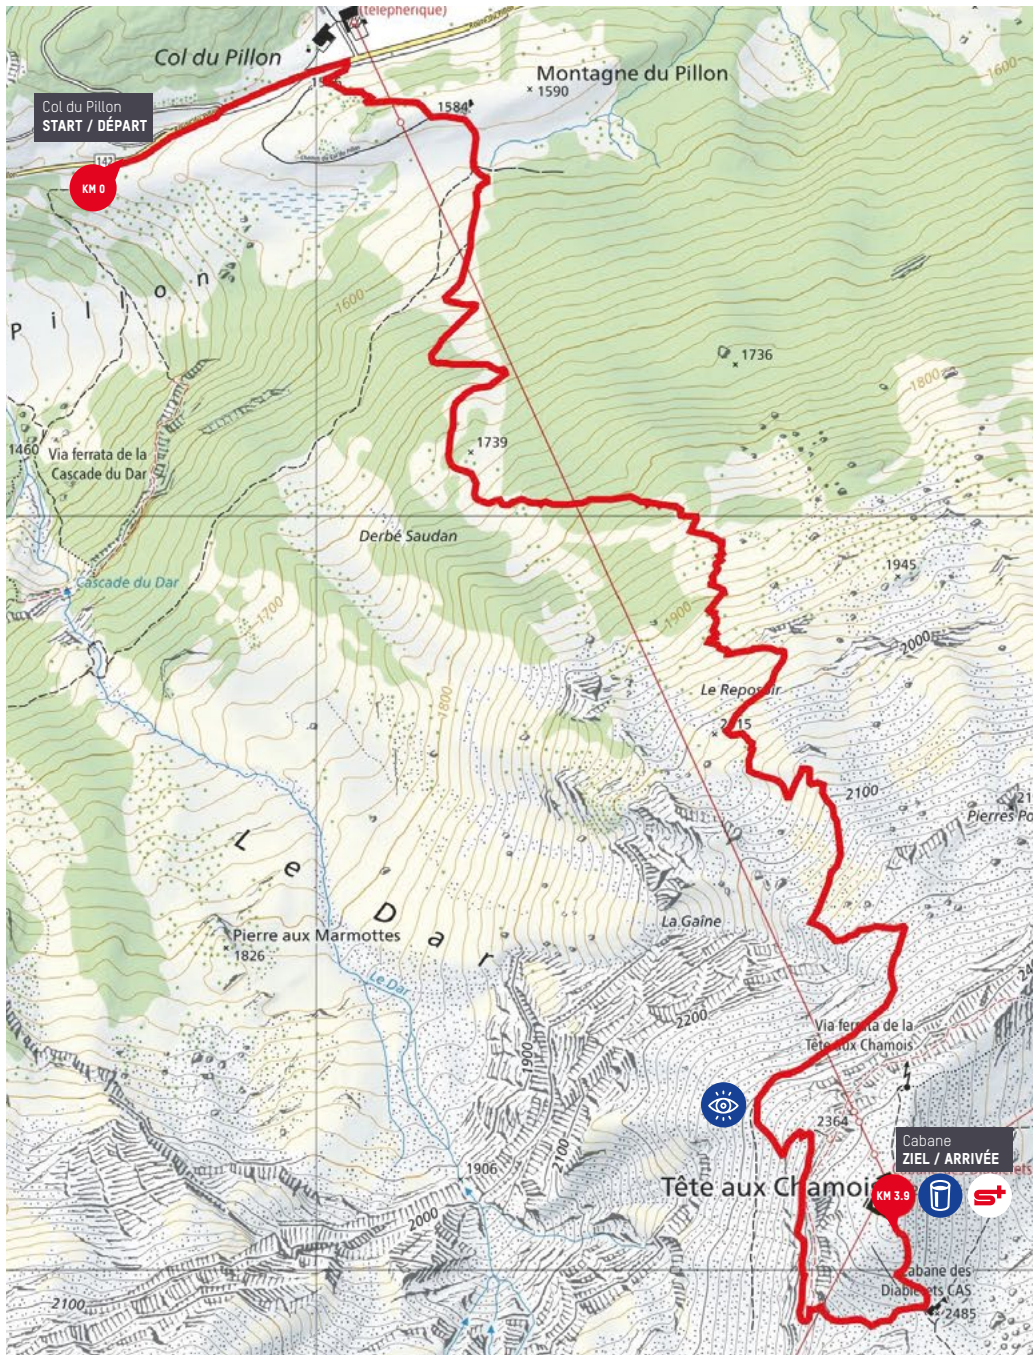 (téléphérique)
Col du Pillon
Montagne du Pillon
1590
1600
1584
Col du Pillon
START / DÉPART
142
KM 0
Pillon
1600
1736
1800
1739
1460
Via ferrata de la
Cascade du Dar
Derbé Saudan
1945
Cascade du Dar
1700
1900
2000
Le Reposoir
1800
2100
Pierres Po
Le Dar
La Gaîne
Pierre aux Marmottes
1826
Le Dar
2200
Via ferrata de la
Tête aux Chamois
1900
2364
Cabane
ZIEL / ARRIVÉE
2100
1906
Tête aux Chamois
KM 3.9
S+
2000
Cabane des
Diablerets CAS
2100
2485